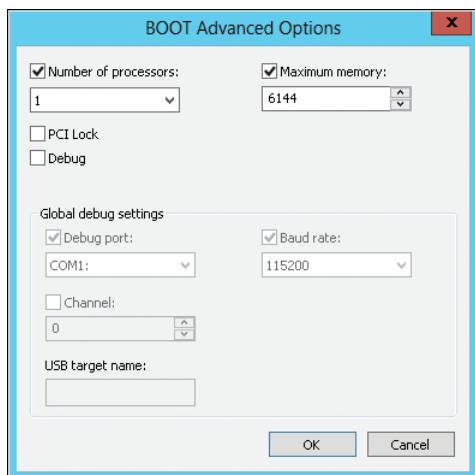 BOOT Advanced Options
x
Number of processors:
Maximum memory:
1
6144
PCI Lock
Debug
Global debug settings
Debug port:
Baud rate:
COM1:
115200
Channel:
0
USB target name:
OK
Cancel